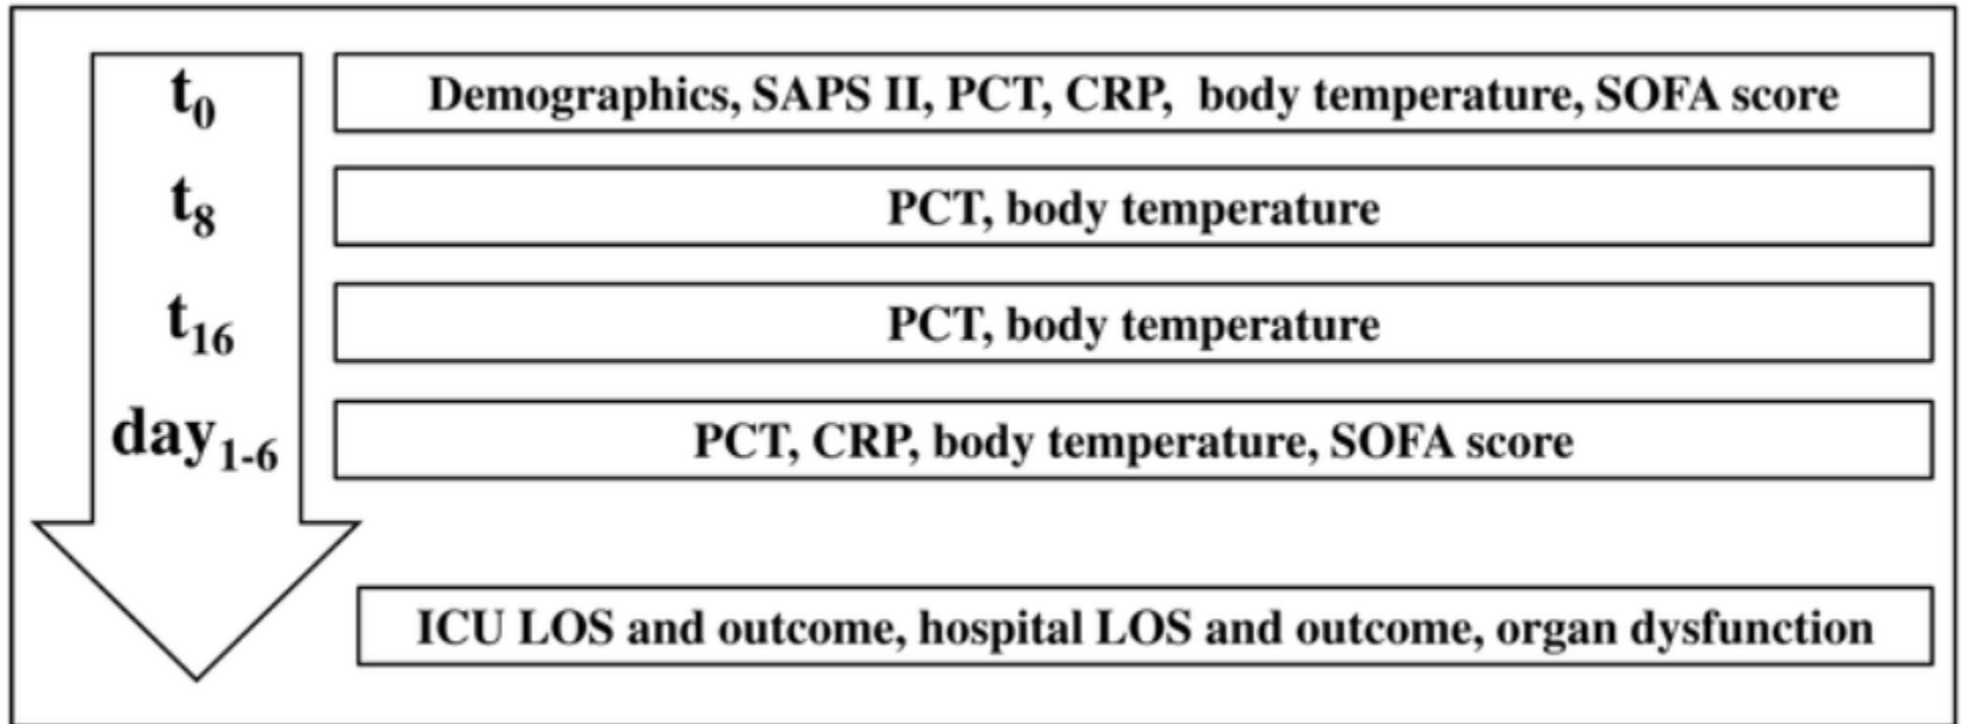 t0 Demographics, SAPS II, PCT, CRP, body temperature, SOFA score
t8 PCT, body temperature
t16 PCT, body temperature
day1-6 PCT, CRP, body temperature, SOFA score
ICU LOS and outcome, hospital LOS and outcome, organ dysfunction